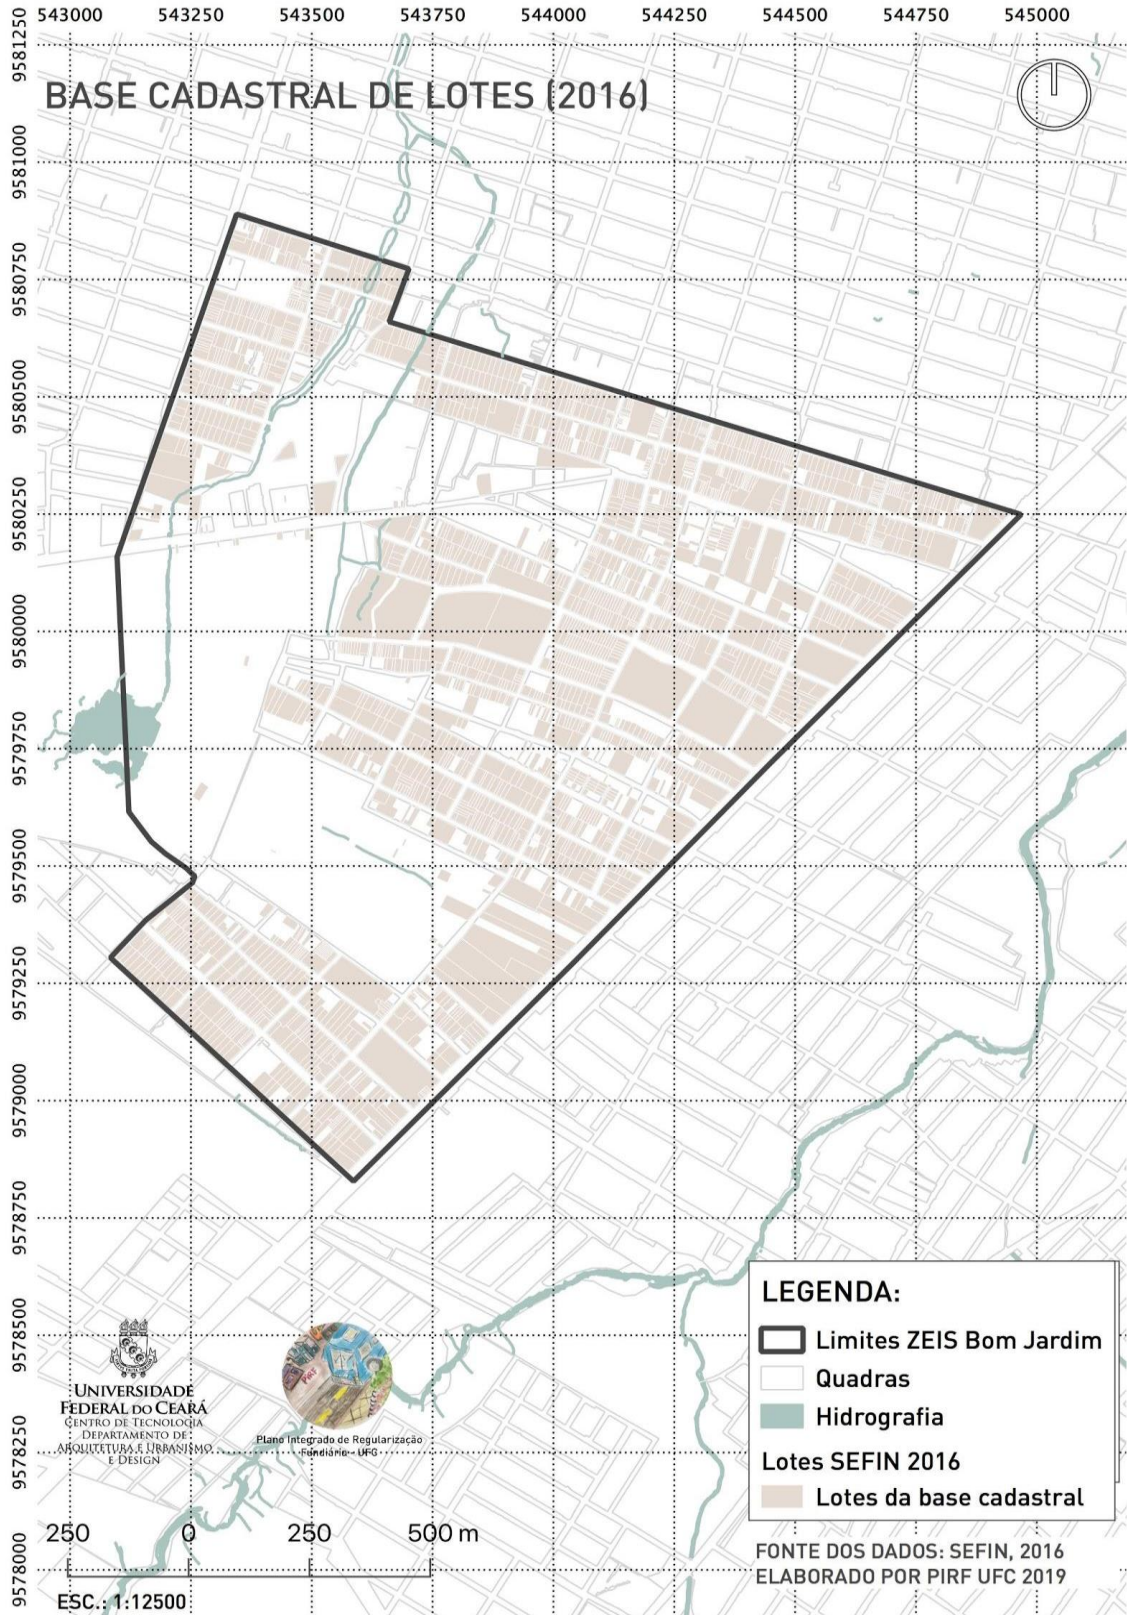 543000 543250 543500 543750 544000 544250 544500 544750 545000
9581250
BASE CADASTRAL DE LOTES (2016)
9581000
9580750
9580500
9580250
9580000
9579750
9579500
9579250
9579000
9578750
9578500
9578250
9578000
LEGENDA:
Limites ZEIS Bom Jardim
Quadras
Hidrografia
Lotes SEFIN 2016
Lotes da base cadastral
UNIVERSIDADE
FEDERAL DO CEARÁ
CENTRO DE TECNOLOGIA
DEPARTAMENTO DE
ARQUITETURA E URBANISMO
E DESIGN
PIRF
Plano Integrado de Regularização
Fundiária - UFC
250 0 250 500 m
ESC.: 1:12500
FONTE DOS DADOS: SEFIN, 2016
ELABORADO POR PIRF UFC 2019